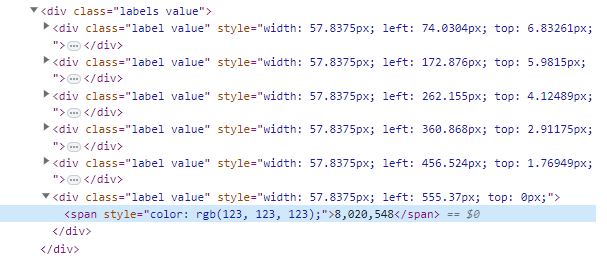 ▼<div class="labels value">
▶<div class="label value" style="width: 57.8375px; left: 74.0304px; top: 6.83261px;
">⋯</div>
▶<div class="label value" style="width: 57.8375px; left: 172.876px; top: 5.9815px;
">⋯</div>
▶<div class="label value" style="width: 57.8375px; left: 262.155px; top: 4.12489px;
">⋯</div>
▶<div class="label value" style="width: 57.8375px; left: 360.868px; top: 2.91175px;
">⋯</div>
▶<div class="label value" style="width: 57.8375px; left: 456.524px; top: 1.76949px;
">⋯</div>
▼<div class="label value" style="width: 57.8375px; left: 555.37px; top: 0px;">
<span style="color: rgb(123, 123, 123);">8,020,548</span> == $0
</div>
</div>